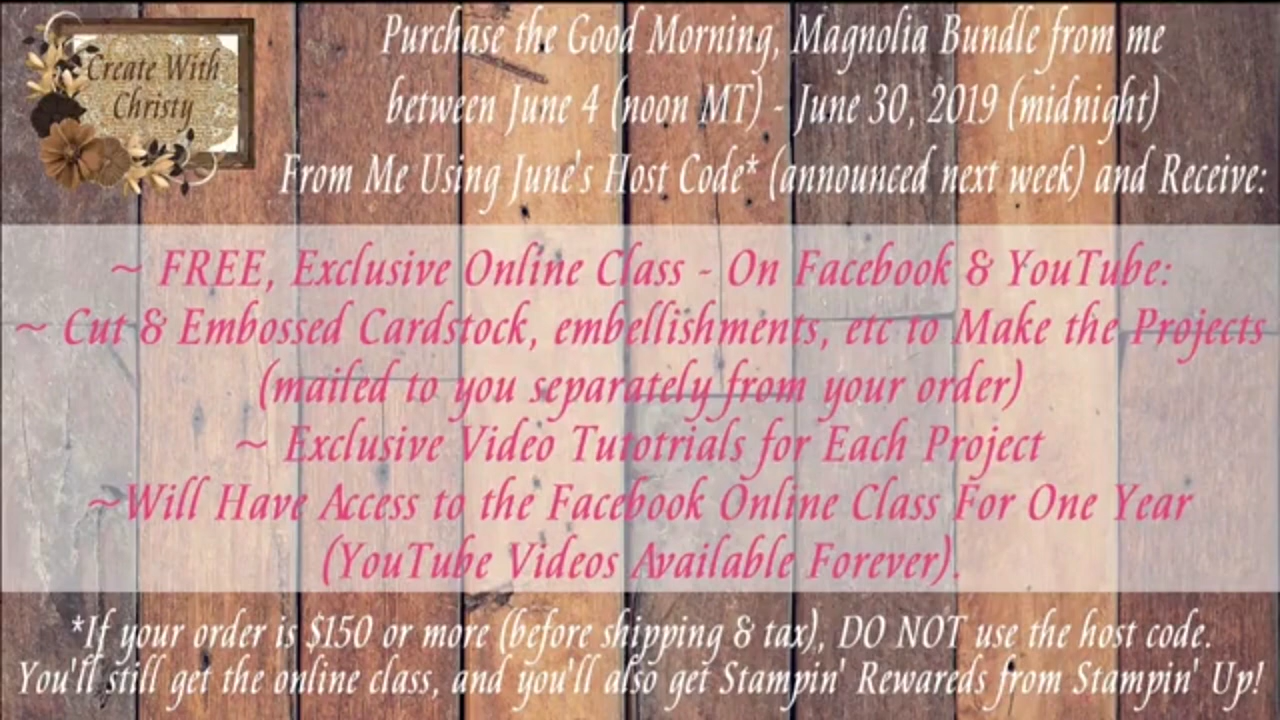 Create With
Christy
Purchase the Good Morning, Magnolia Bundle from me
between June 4 (noon MT) - June 30, 2019 (midnight)
From Me Using June's Host Code* (announced next week) and Receive:
~ FREE, Exclusive Online Class - On Facebook & YouTube:
~ Cut & Embossed Cardstock, embellishments, etc to Make the Projects
(mailed to you separately from your order)
~ Exclusive Video Tutotrials for Each Project
~Will Have Access to the Facebook Online Class For One Year
(YouTube Videos Available Forever).
*If your order is $150 or more (before shipping & tax), DO NOT use the host code.
You'll still get the online class, and you'll also get Stampin' Rewareds from Stampin' Up!